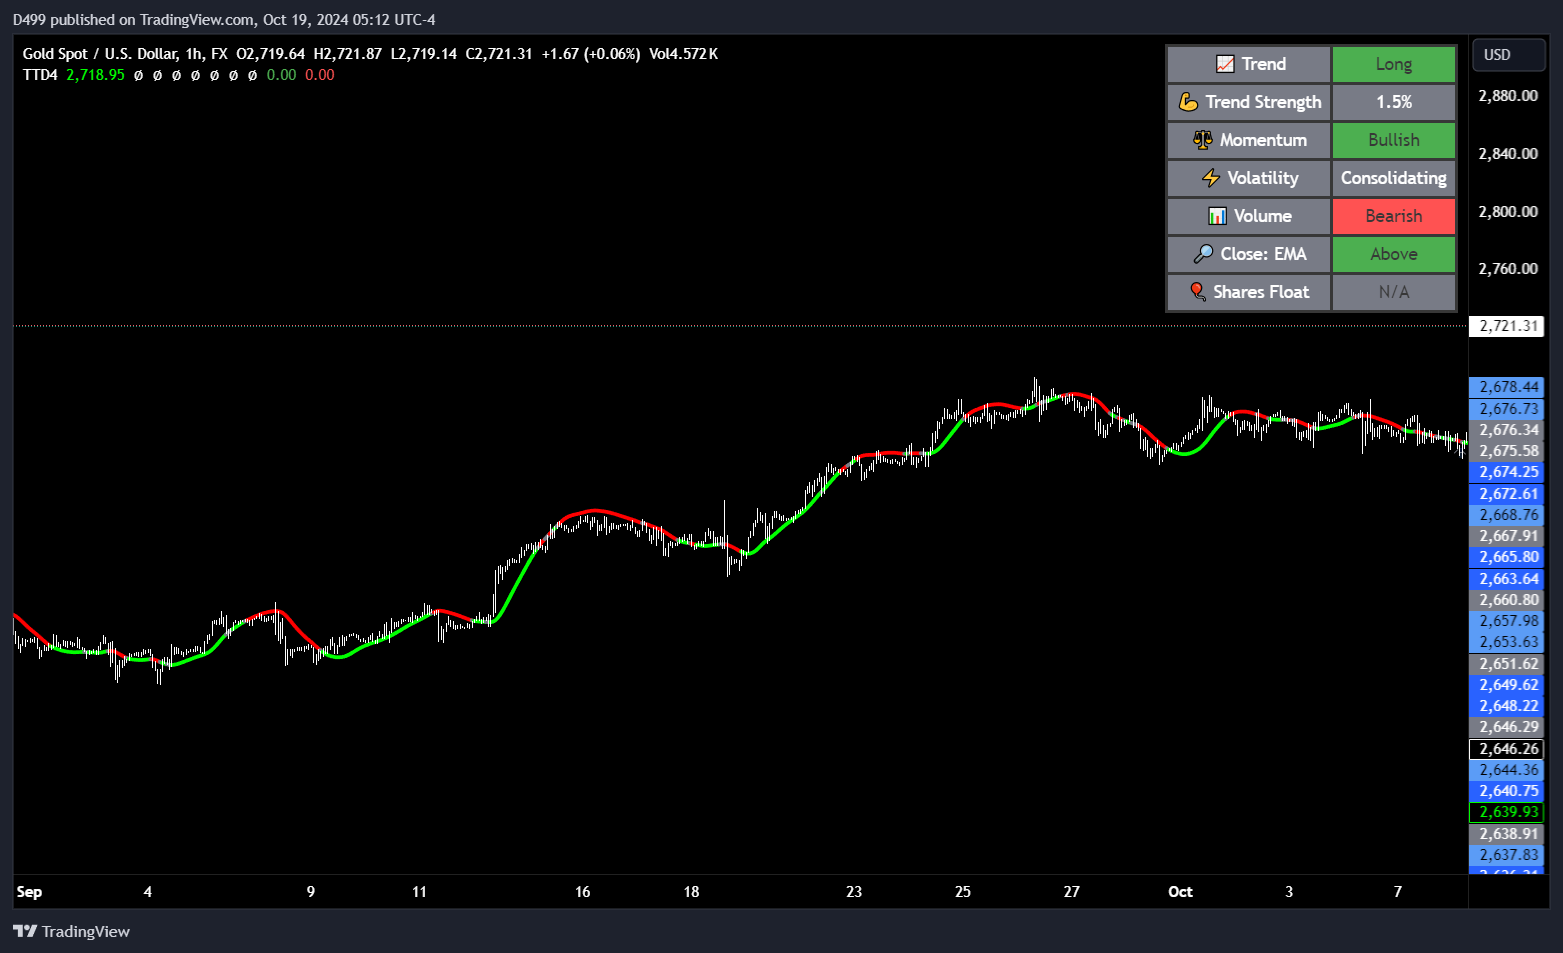 D499 published on TradingView.com, Oct 19, 2024 05:12 UTC-4
Gold Spot / U.S. Dollar, 1h, FX O2,719.64 H2,721.87 L2,719.14 C2,721.31 +1.67 (+0.06%) Vol4.572K
TTD4 2,718.95 ø ø ø ø ø ø ø 0.00 0.00
Trend Long
Trend Strength 1.5%
Momentum Bullish
Volatility Consolidating
Volume Bearish
Close: EMA Above
Shares Float N/A
USD
2,880.00
2,840.00
2,800.00
2,760.00
2,721.31
2,678.44
2,676.73
2,676.34
2,675.58
2,674.25
2,672.61
2,668.76
2,667.91
2,665.80
2,663.64
2,660.80
2,657.98
2,653.63
2,651.62
2,649.62
2,648.22
2,646.29
2,646.26
2,644.36
2,640.75
2,639.93
2,638.91
2,637.83
Sep 4 9 11 16 18 23 25 27 Oct 3 7
TradingView